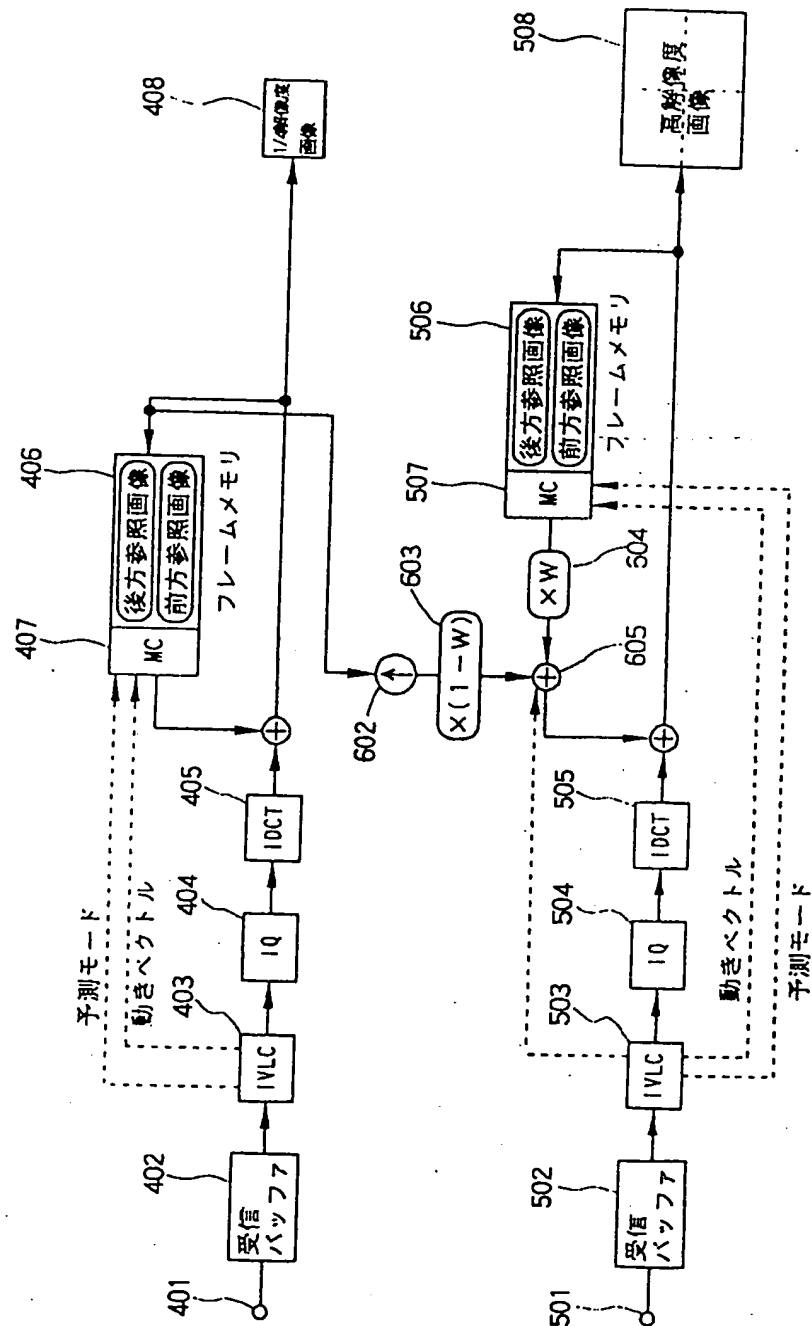 401
402
受信
バッファ
403
IVLC
予測モード
動きベクトル
404
IQ
405
IDCT
407
MC
406
後方参照画像
前方参照画像
フレームメモリ
408
1/4解像度
画像
602
603
×(1-W)
501
502
受信
バッファ
503
IVLC
動きベクトル
予測モード
504
IQ
505
IDCT
605
604
×W
507
MC
506
後方参照画像
前方参照画像
フレームメモリ
508
高解像度
画像